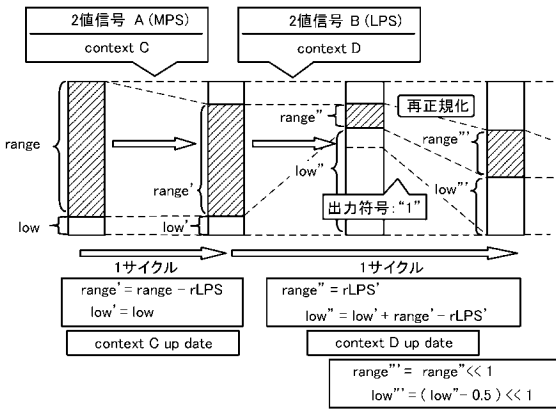 2値信号 A (MPS)
context C
2値信号 B (LPS)
context D
range
low
range'
low'
range"
low"
再正規化
出力符号:"1"
range"'
low"'
1サイクル
1サイクル
range' = range − rLPS
low' = low
context C up date
range" = rLPS'
low" = low' + range' − rLPS'
context D up date
range"' = range" << 1
low"' = ( low" − 0.5 ) << 1